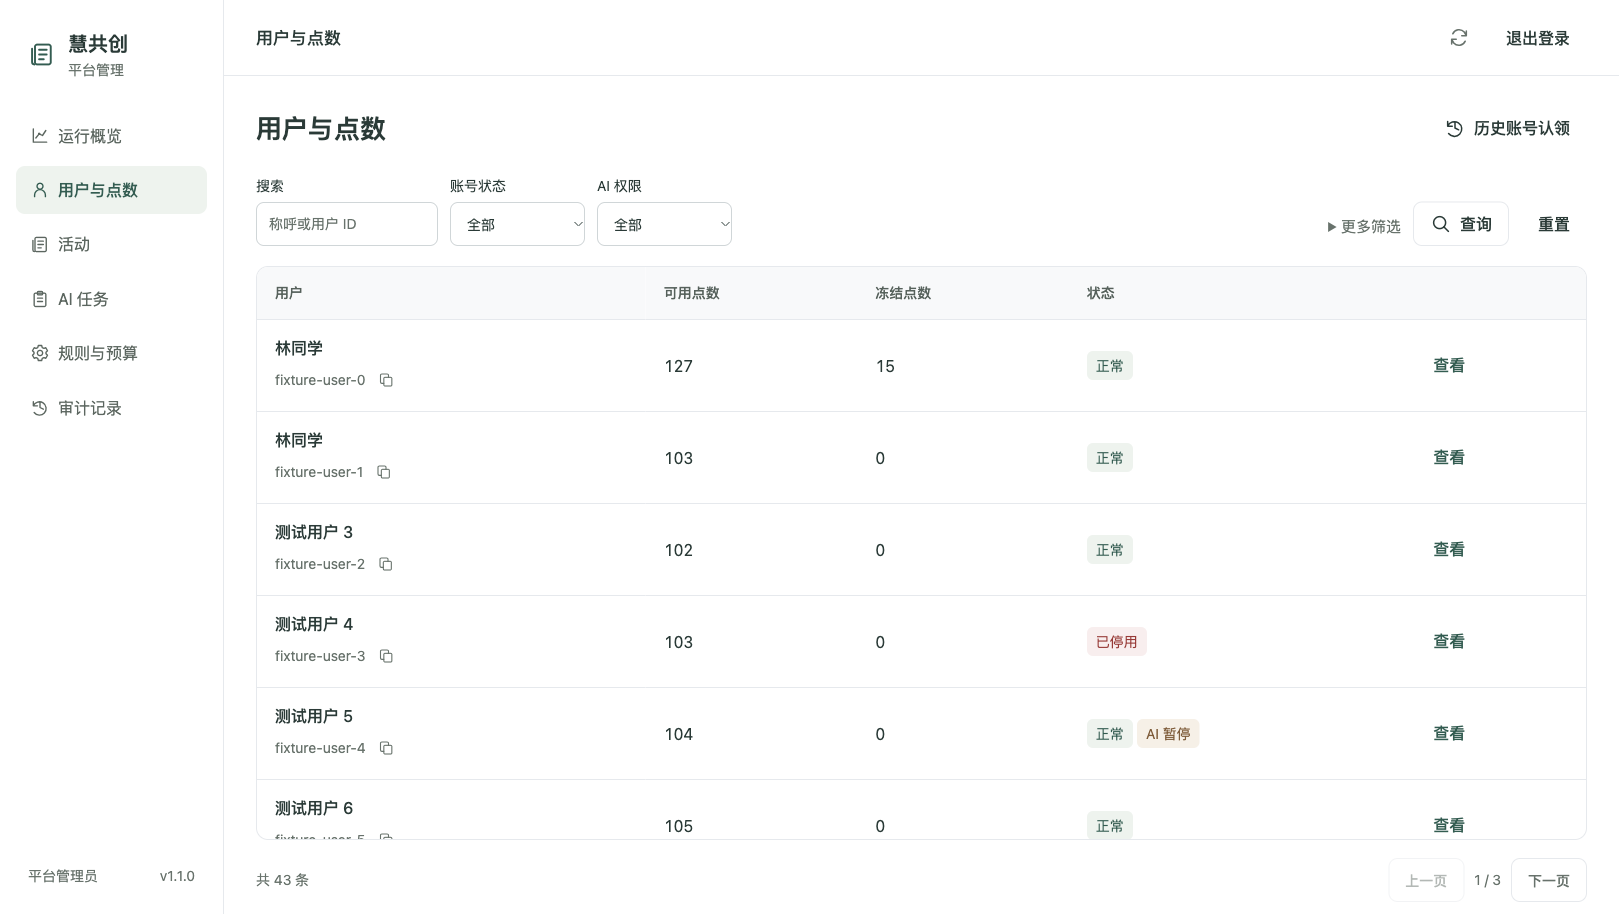 慧共创
平台管理
运行概览
用户与点数
活动
AI 任务
规则与预算
审计记录
平台管理员 v1.1.0
用户与点数 退出登录
用户与点数 历史账号认领
搜索 账号状态 AI 权限
称呼或用户 ID 全部 全部 更多筛选 查询 重置
用户 可用点数 冻结点数 状态
林同学
fixture-user-0 127 15 正常 查看
林同学
fixture-user-1 103 0 正常 查看
测试用户 3
fixture-user-2 102 0 正常 查看
测试用户 4
fixture-user-3 103 0 已停用 查看
测试用户 5
fixture-user-4 104 0 正常 AI 暂停 查看
测试用户 6
fixture-user-5 105 0 正常 查看
共 43 条 上一页 1 / 3 下一页